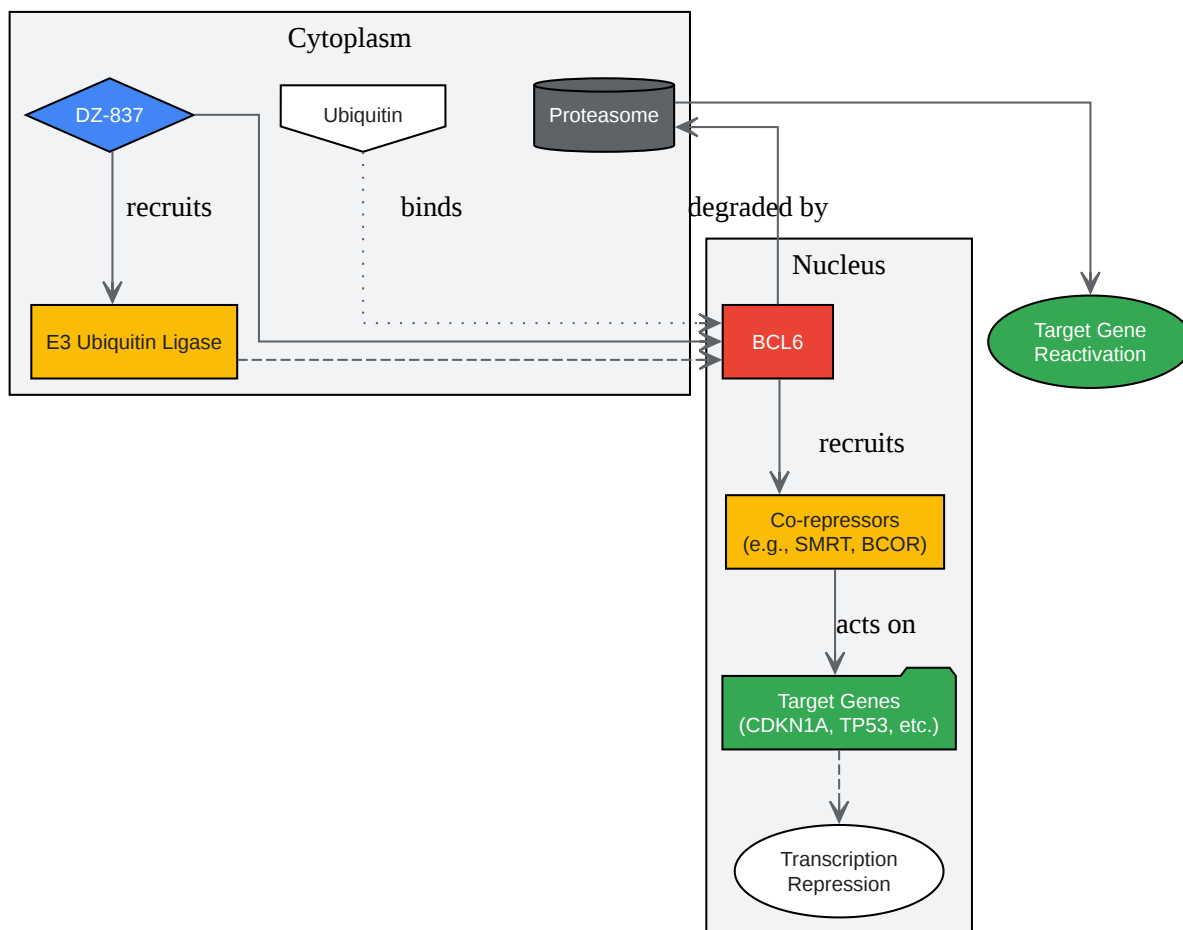 Cytoplasm
DZ-837
Ubiquitin
Proteasome
recruits
binds
degraded by
Nucleus
E3 Ubiquitin Ligase
BCL6
Target Gene
Reactivation
recruits
Co-repressors
(e.g., SMRT, BCOR)
acts on
Target Genes
(CDKN1A, TP53, etc.)
Transcription
Repression